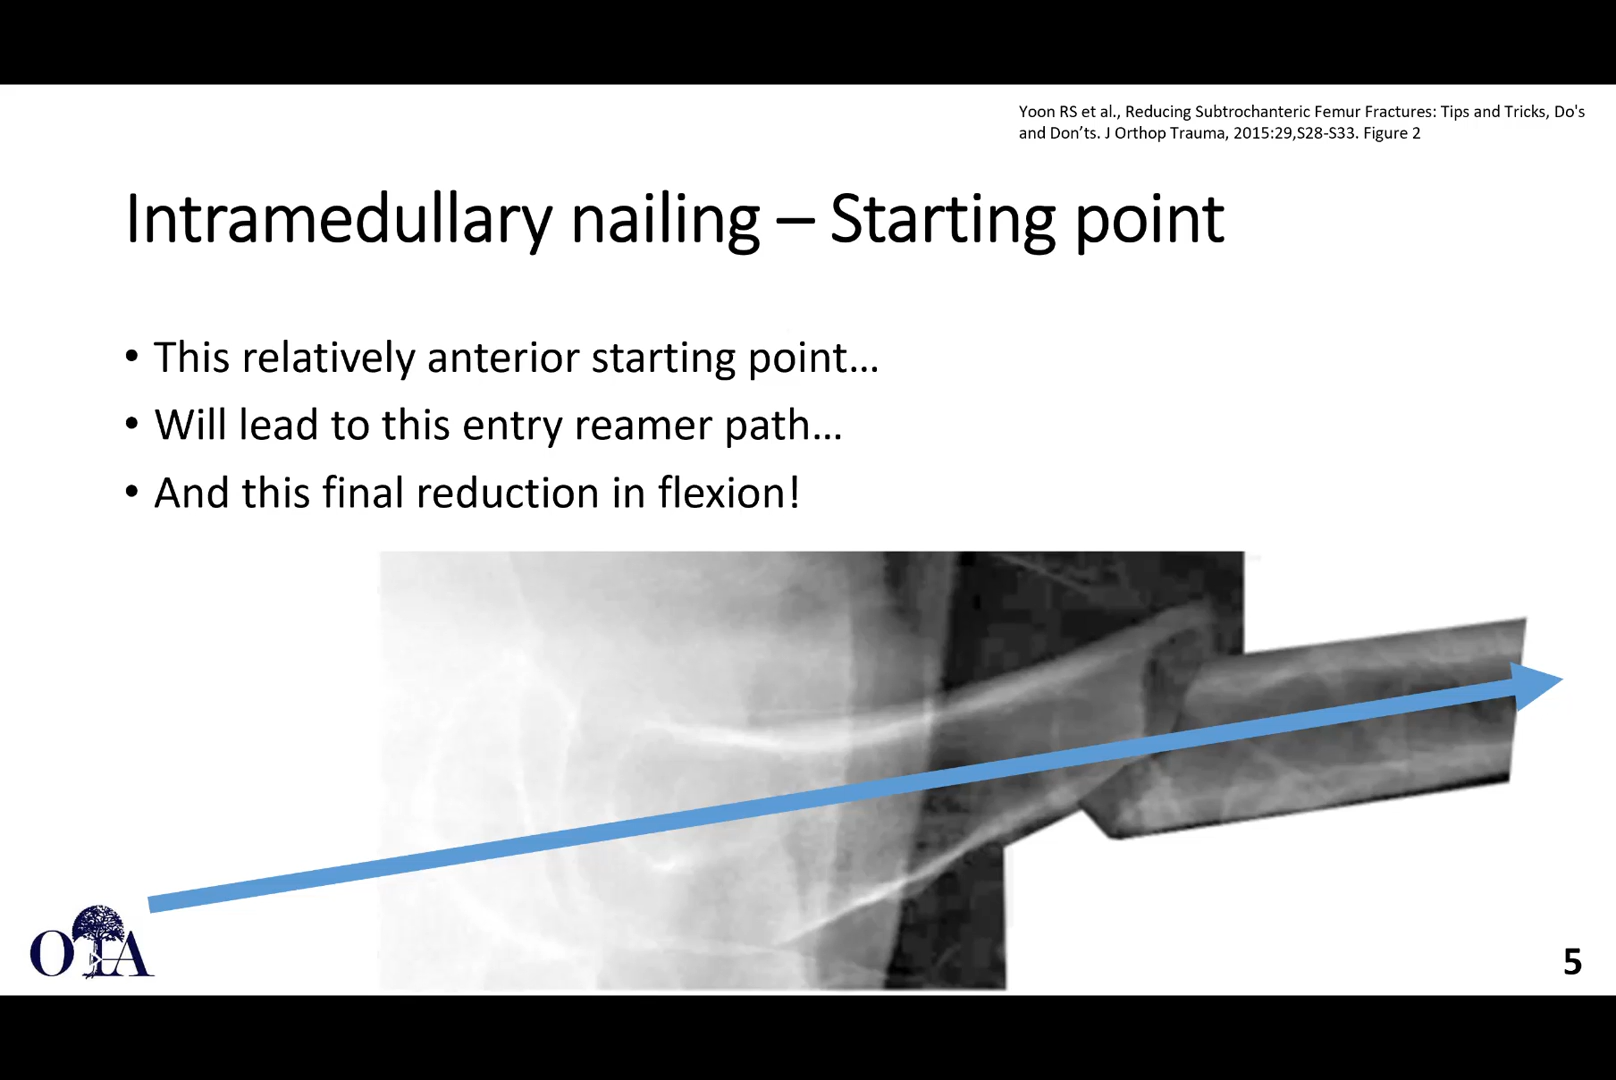 Yoon RS et al., Reducing Subtrochanteric Femur Fractures: Tips and Tricks, Do's
and Don’ts. J Orthop Trauma, 2015:29,S28-S33. Figure 2
Intramedullary nailing – Starting point
• This relatively anterior starting point...
• Will lead to this entry reamer path...
• And this final reduction in flexion!
OTA
5